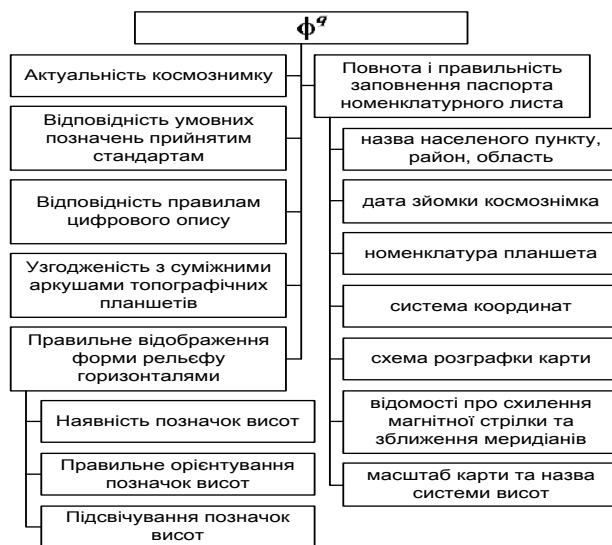 Φ^q
Актуальність космознимку
Відповідність умовних
позначень прийнятим
стандартам
Відповідність правилам
цифрового опису
Узгодженість з суміжними
аркушами топографічних
планшетів
Правильне відображення
форми рельєфу
горизонталями
Наявність позначок висот
Правильне орієнтування
позначок висот
Підсвічування позначок
висот
Повнота і правильність
заповнення паспорта
номенклатурного листа
назва населеного пункту,
район, область
дата зйомки космознімка
номенклатура планшета
система координат
схема розграфки карти
відомості про схилення
магнітної стрілки та
зближення меридіанів
масштаб карти та назва
системи висот